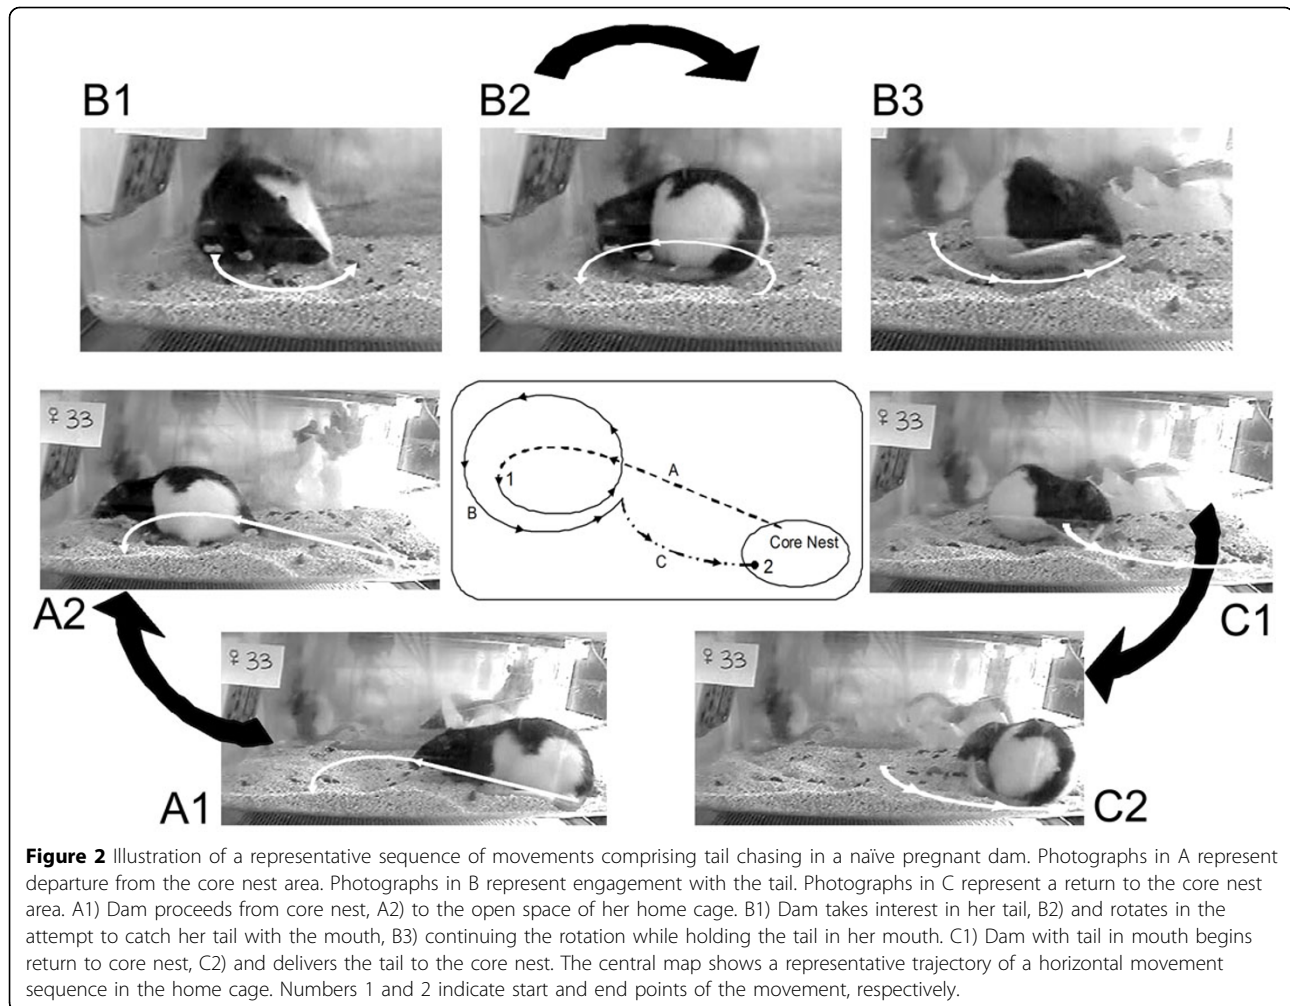 B1
B2
B3
♀ 33
A
1
B
Core Nest
C
2
♀ 33
A2
C1
♀ 33
♀ 33
A1
C2
Figure 2 Illustration of a representative sequence of movements comprising tail chasing in a naïve pregnant dam. Photographs in A represent
departure from the core nest area. Photographs in B represent engagement with the tail. Photographs in C represent a return to the core nest
area. A1) Dam proceeds from core nest, A2) to the open space of her home cage. B1) Dam takes interest in her tail, B2) and rotates in the
attempt to catch her tail with the mouth, B3) continuing the rotation while holding the tail in her mouth. C1) Dam with tail in mouth begins
return to core nest, C2) and delivers the tail to the core nest. The central map shows a representative trajectory of a horizontal movement
sequence in the home cage. Numbers 1 and 2 indicate start and end points of the movement, respectively.